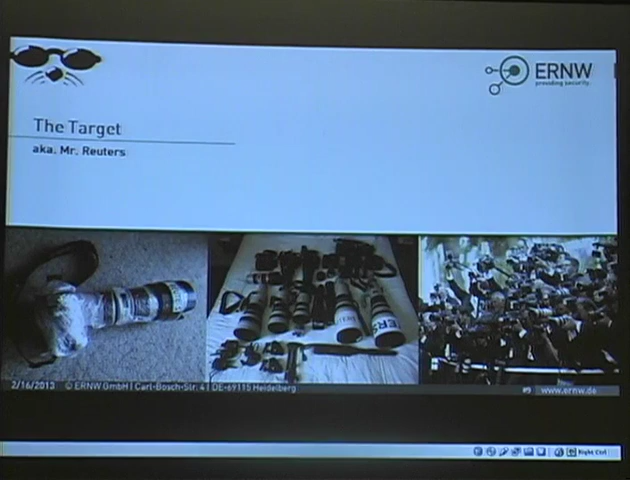 ERNW
providing security.
The Target
aka. Mr. Reuters
ERS
2/16/2013 © ERNW GmbH | Carl-Bosch-Str. 4 | DE-69115 Heidelberg
www.ernw.de
Right Ctrl